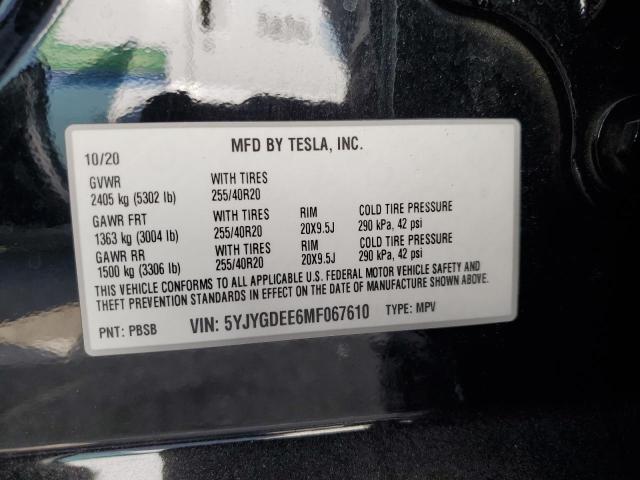 MFD BY TESLA, INC.
10/20
GVWR WITH TIRES
2405 kg (5302 lb) 255/40R20
GAWR FRT WITH TIRES RIM COLD TIRE PRESSURE
1363 kg (3004 lb) 255/40R20 20X9.5J 290 kPa, 42 psi
GAWR RR WITH TIRES RIM COLD TIRE PRESSURE
1500 kg (3306 lb) 255/40R20 20X9.5J 290 kPa, 42 psi
THIS VEHICLE CONFORMS TO ALL APPLICABLE U.S. FEDERAL MOTOR VEHICLE SAFETY AND
THEFT PREVENTION STANDARDS IN EFFECT ON THE DATE OF MANUFACTURE SHOWN ABOVE.
PNT: PBSB VIN: 5YJYGDEE6MF067610 TYPE: MPV